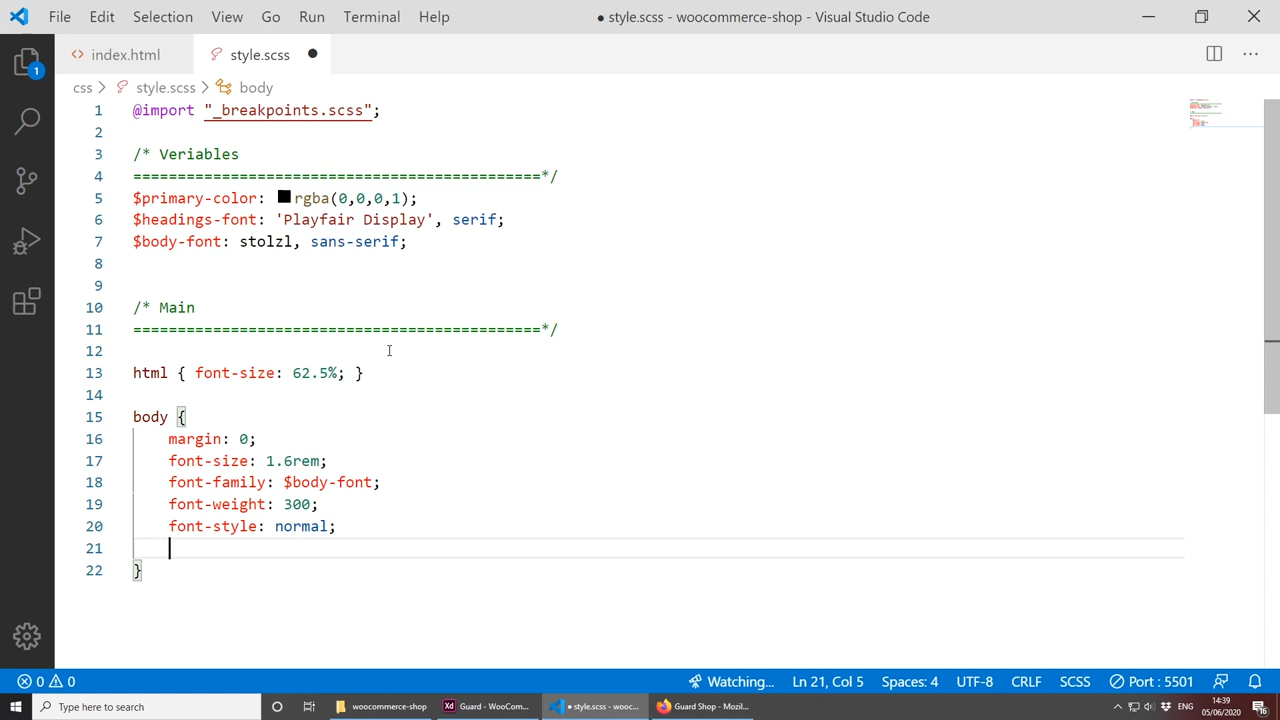 File Edit Selection View Go Run Terminal Help ● style.scss - woocommerce-shop - Visual Studio Code
<> index.html style.scss ●
css > style.scss > body
1 @import "_breakpoints.scss";
2
3 /* Veriables
4 ==============================================*/
5 $primary-color: rgba(0,0,0,1);
6 $headings-font: 'Playfair Display', serif;
7 $body-font: stolzl, sans-serif;
8
9
10 /* Main
11 ==============================================*/
12
13 html { font-size: 62.5%; }
14
15 body {
16 margin: 0;
17 font-size: 1.6rem;
18 font-family: $body-font;
19 font-weight: 300;
20 font-style: normal;
21
22 }
1
0 0 Watching... Ln 21, Col 5 Spaces: 4 UTF-8 CRLF SCSS Port : 5501
Type here to search woocommerce-shop Xd Guard - WooCom... ● style.scss - wooc... Guard Shop - Mozil... ENG 14:39 05/06/2020 16